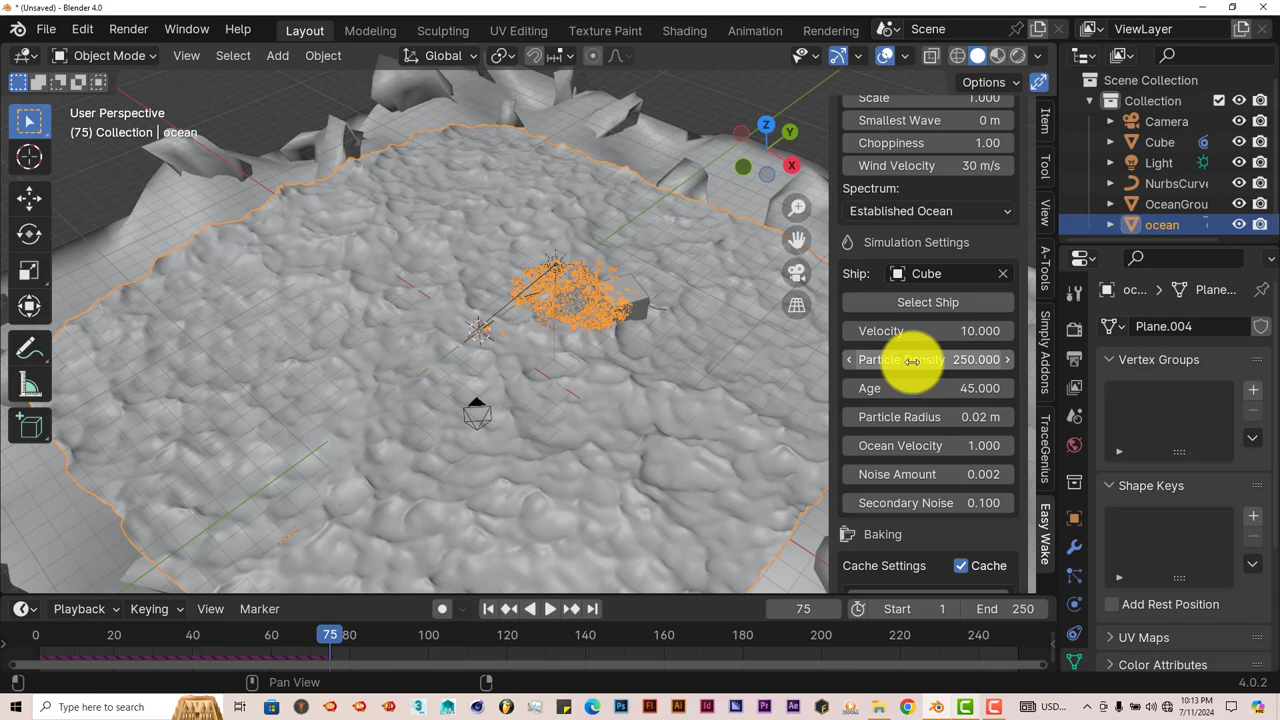 * (Unsaved) - Blender 4.0
File Edit Render Window Help
Layout Modeling Sculpting UV Editing Texture Paint Shading Animation Rendering
Scene
ViewLayer
Object Mode View Select Add Object
Global
Options
User Perspective
(75) Collection | ocean
Z
Y
X
Scale 1.000
Smallest Wave 0 m
Choppiness 1.00
Wind Velocity 30 m/s
Spectrum:
Established Ocean
Simulation Settings
Ship: Cube
Select Ship
Velocity 10.000
Particle Density 250.000
Age 45.000
Particle Radius 0.02 m
Ocean Velocity 1.000
Noise Amount 0.002
Secondary Noise 0.100
Baking
Cache Settings Cache
Item
Tool
View
A-Tools
Simply Addons
TraceGenius
Easy Wake
Scene Collection
Collection
Camera
Cube
Light
NurbsCurve
OceanGrou
ocean
oc... Plane....
Plane.004
Vertex Groups
Shape Keys
Add Rest Position
UV Maps
Color Attributes
Playback Keying View Marker
75 Start 1 End 250
0 20 40 60 75 80 100 120 140 160 180 200 220 240
Pan View
4.0.2
Type here to search
USD...
10:13 PM
7/11/2024